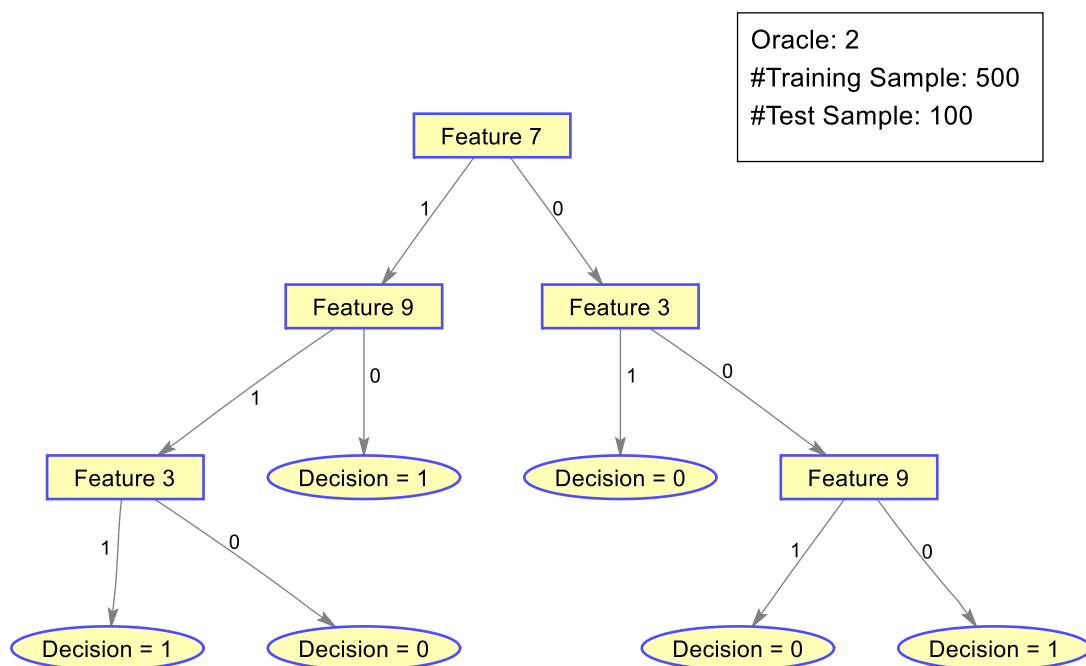 Oracle: 2
#Training Sample: 500
#Test Sample: 100
Feature 7
1
0
Feature 9
Feature 3
1
0
1
0
Feature 3
Decision = 1
Decision = 0
Feature 9
1
0
1
0
Decision = 1
Decision = 0
Decision = 0
Decision = 1